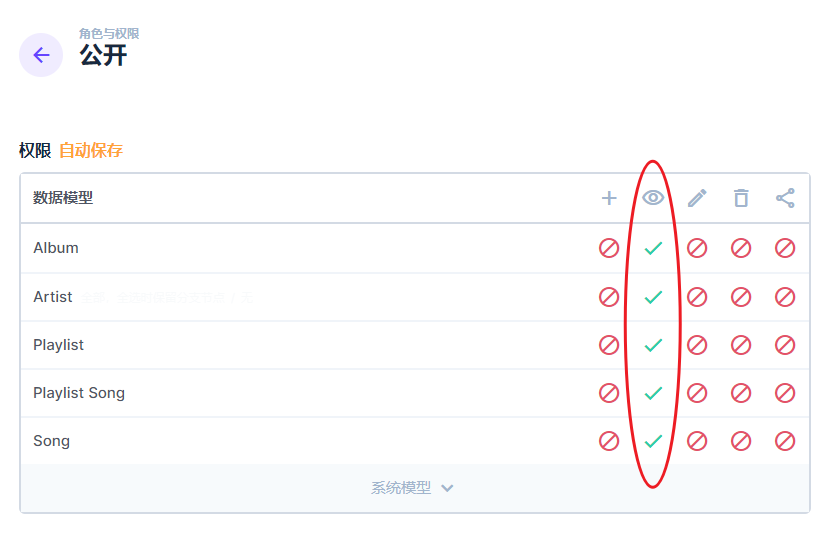 角色与权限
公开
权限 自动保存
数据模型
Album
Artist
Playlist
Playlist Song
Song
系统模型